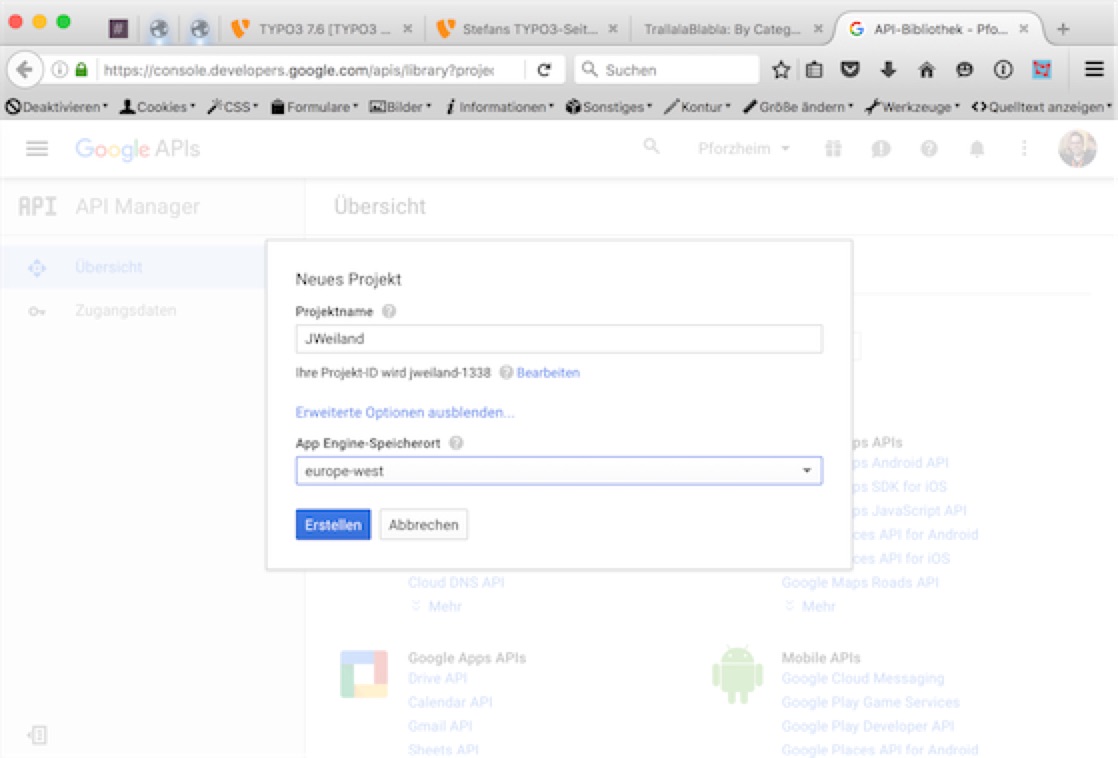 TYPO3 7.6 [TYPO3 ...
Stefans TYPO3-Seit...
TrallalaBlabla: By Categ...
API-Bibliothek - Pfo...
https://console.developers.google.com/apis/library?projec
Suchen
Deaktivieren Cookies CSS Formulare Bilder Informationen Sonstiges Kontur Größe ändern Werkzeuge Quelltext anzeigen
Google APIs
Pforzheim
API API Manager
Übersicht
Übersicht
Zugangsdaten
Neues Projekt
Projektname
JWeiland
Ihre Projekt-ID wird jweiland-1338 Bearbeiten
Erweiterte Optionen ausblenden...
App Engine-Speicherort
europe-west
Erstellen Abbrechen
ps APIs
ps Android API
ps SDK for iOS
ps JavaScript API
ces API for Android
ces API for iOS
Cloud DNS API
Mehr
Google Maps Roads API
Mehr
Google Apps APIs
Drive API
Calendar API
Gmail API
Sheets API
Mobile APIs
Google Cloud Messaging
Google Play Game Services
Google Play Developer API
Google Places API for Android